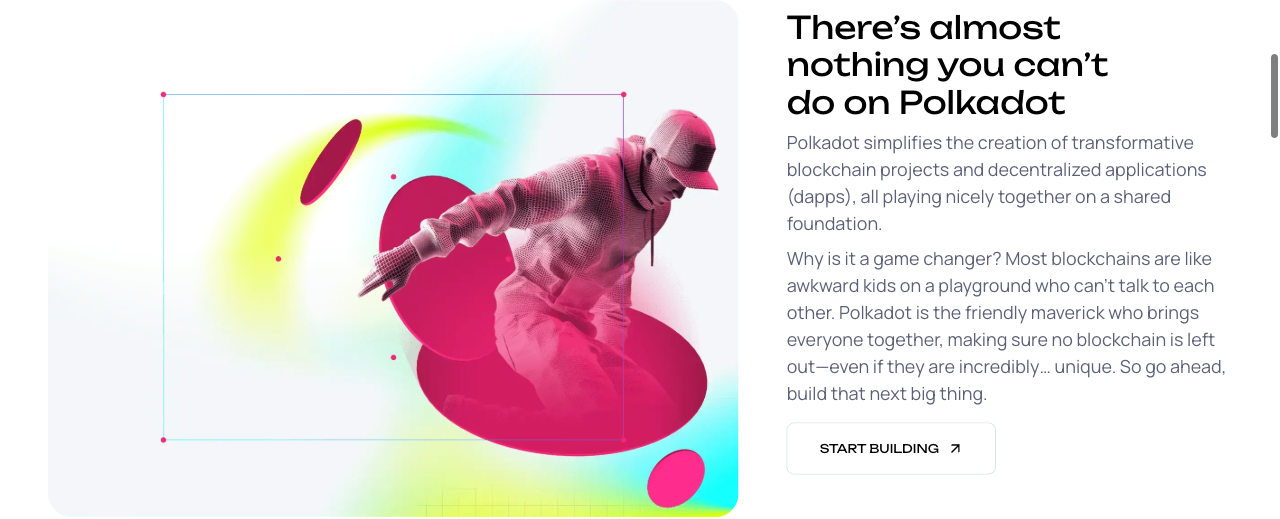 There’s almost
nothing you can’t
do on Polkadot
Polkadot simplifies the creation of transformative
blockchain projects and decentralized applications
(dapps), all playing nicely together on a shared
foundation.
Why is it a game changer? Most blockchains are like
awkward kids on a playground who can’t talk to each
other. Polkadot is the friendly maverick who brings
everyone together, making sure no blockchain is left
out—even if they are incredibly… unique. So go ahead,
build that next big thing.
START BUILDING